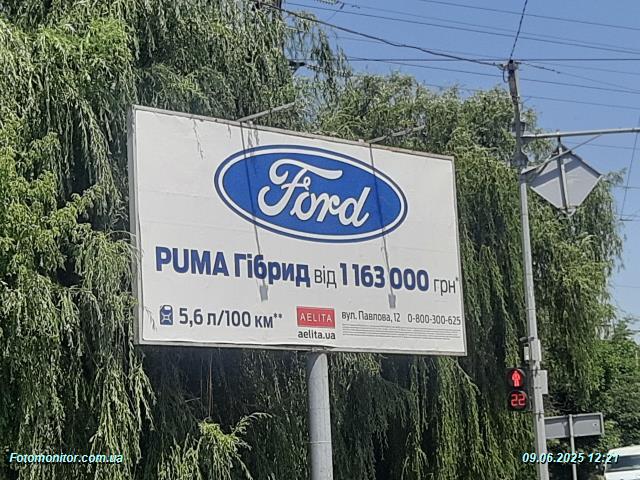 Ford
PUMA Гібрид від 1 163 000 грн*
5,6 л/100 км**
AELITA
aelita.ua
вул. Павлова, 12 0-800-300-625
22
Fotomonitor.com.ua
09.06.2025 12:21